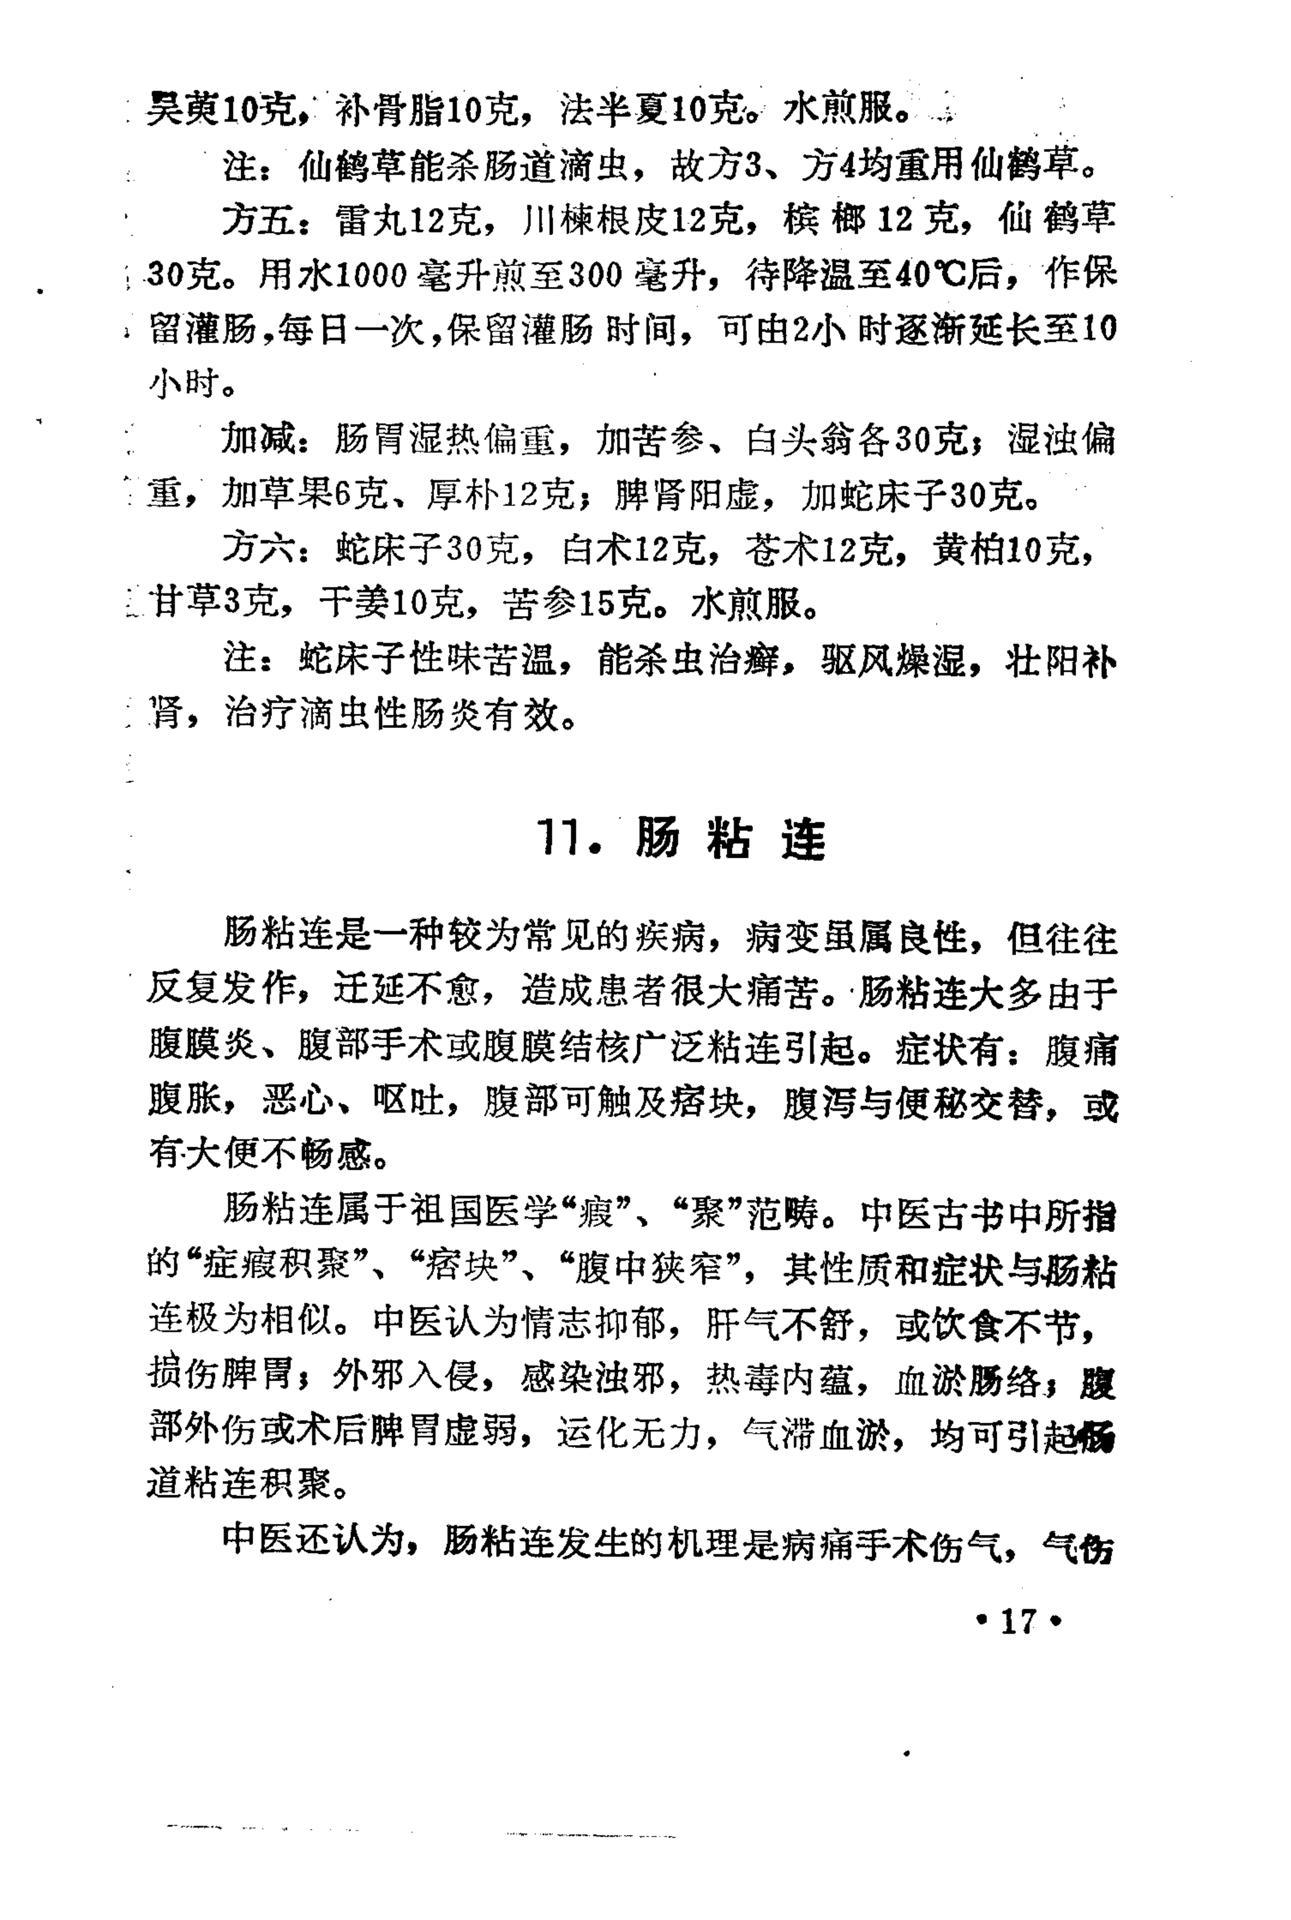 吴萸10克，补骨脂10克，法半夏10克。水煎服。
注：仙鹤草能杀肠道滴虫，故方3、方4均重用仙鹤草。
方五：雷丸12克，川楝根皮12克，槟榔12克，仙鹤草
30克。用水1000毫升煎至300毫升，待降温至40℃后，作保
留灌肠，每日一次，保留灌肠时间，可由2小时逐渐延长至10
小时。
加减：肠胃湿热偏重，加苦参、白头翁各30克；湿浊偏
重，加草果6克、厚朴12克；脾肾阳虚，加蛇床子30克。
方六：蛇床子30克，白术12克，苍术12克，黄柏10克，
甘草3克，干姜10克，苦参15克。水煎服。
注：蛇床子性味苦温，能杀虫治癣，驱风燥湿，壮阳补
肾，治疗滴虫性肠炎有效。
11．肠粘连
肠粘连是一种较为常见的疾病，病变虽属良性，但往往
反复发作，迁延不愈，造成患者很大痛苦。肠粘连大多由于
腹膜炎、腹部手术或腹膜结核广泛粘连引起。症状有：腹痛
腹胀，恶心、呕吐，腹部可触及痞块，腹泻与便秘交替，或
有大便不畅感。
肠粘连属于祖国医学“瘕”、“聚”范畴。中医古书中所指
的“症瘕积聚”、“痞块”、“腹中狭窄”，其性质和症状与肠粘
连极为相似。中医认为情志抑郁，肝气不舒，或饮食不节，
损伤脾胃；外邪入侵，感染浊邪，热毒内蕴，血淤肠络；腹
部外伤或术后脾胃虚弱，运化无力，气滞血淤，均可引起肠
道粘连积聚。
中医还认为，肠粘连发生的机理是病痛手术伤气，气伤
•17•